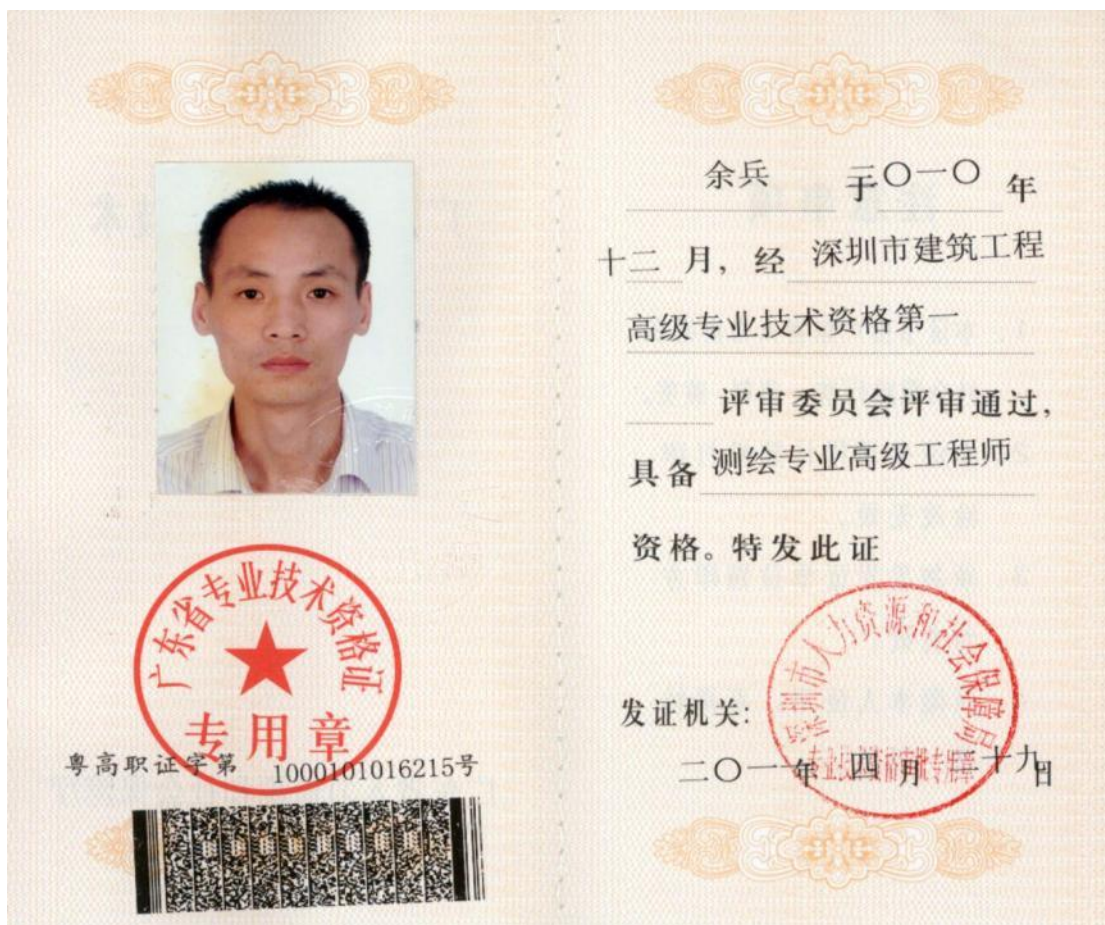 广东省专业技术资格证
专用章
粤高职证字第 1000101016215号
余兵 于二〇一〇 年
十二 月，经 深圳市建筑工程
高级专业技术资格第一
评审委员会评审通过，
具备 测绘专业高级工程师
资格。特发此证
深圳市人力资源和社会保障局
发证机关：
二〇一一年 四月 二十九日